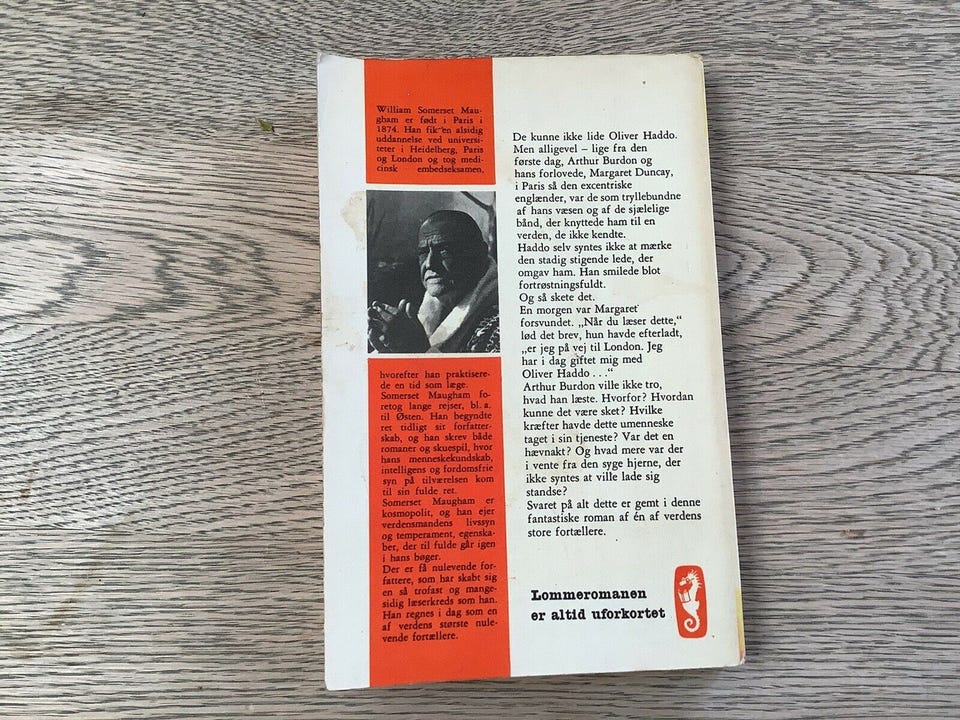 William Somerset Mau-
gham er født i Paris i
1874. Han fik en alsidig
uddannelse ved universi-
teter i Heidelberg, Paris
og London og tog medi-
cinsk embedseksamen,
hvorefter han praktisere-
de en tid som læge.
Somerset Maugham fo-
retog lange rejser, bl. a.
til Østen. Han begyndte
ret tidligt sit forfatter-
skab, og han skrev både
romaner og skuespil, hvor
hans menneskekundskab,
intelligens og fordomsfrie
syn på tilværelsen kom
til sin fulde ret.
Somerset Maugham er
kosmopolit, og han ejer
verdensmandens livssyn
og temperament, egenska-
ber, der til fulde går igen
i hans bøger.
Der er få nulevende for-
fattere, som har skabt sig
en så trofast og mange-
sidig læserkreds som han.
Han regnes i dag som en
af verdens største nule-
vende fortællere.
De kunne ikke lide Oliver Haddo.
Men alligevel – lige fra den
første dag, Arthur Burdon og
hans forlovede, Margaret Duncay,
i Paris så den excentriske
englænder, var de som tryllebundne
af hans væsen og af de sjælelige
bånd, der knyttede ham til en
verden, de ikke kendte.
Haddo selv syntes ikke at mærke
den stadig stigende lede, der
omgav ham. Han smilede blot
fortrøstningsfuldt.
Og så skete det.
En morgen var Margaret
forsvundet. „Når du læser dette,“
lød det brev, hun havde efterladt,
„er jeg på vej til London. Jeg
har i dag giftet mig med
Oliver Haddo . . .“
Arthur Burdon ville ikke tro,
hvad han læste. Hvorfor? Hvordan
kunne det være sket? Hvilke
kræfter havde dette umenneske
taget i sin tjeneste? Var det en
hævnakt? Og hvad mere var der
i vente fra den syge hjerne, der
ikke syntes at ville lade sig
standse?
Svaret på alt dette er gemt i denne
fantastiske roman af én af verdens
store fortællere.
Lommeromanen
er altid uforkortet